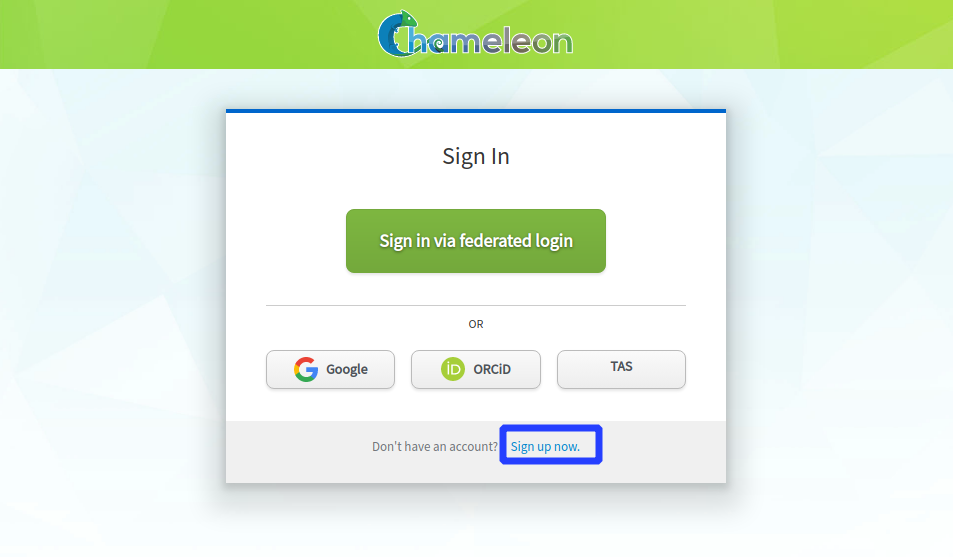 Chameleon
Sign In
Sign in via federated login
OR
Google
iD ORCiD
TAS
Don't have an account? Sign up now.